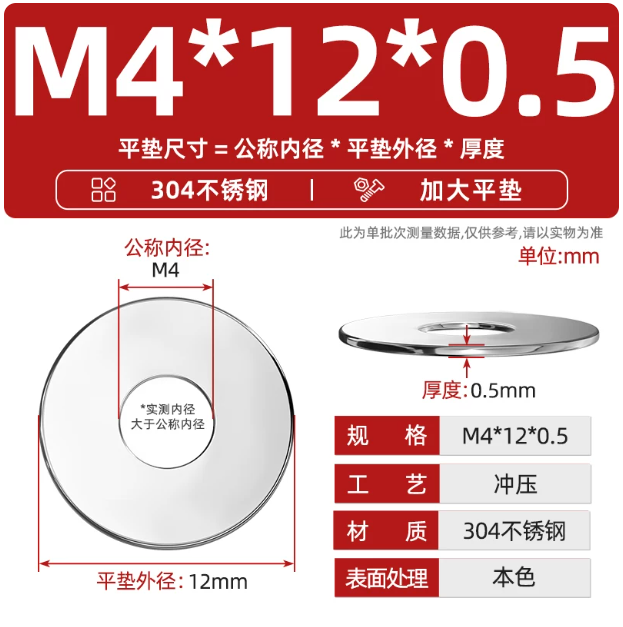 M4*12*0.5
平垫尺寸 = 公称内径 * 平垫外径 * 厚度
304不锈钢 | 加大平垫
此为单批次测量数据,仅供参考,请以实物为准
单位:mm
公称内径:
M4
*实测内径
大于公称内径
平垫外径: 12mm
厚度: 0.5mm
规 格 M4*12*0.5
工 艺 冲压
材 质 304不锈钢
表面处理 本色